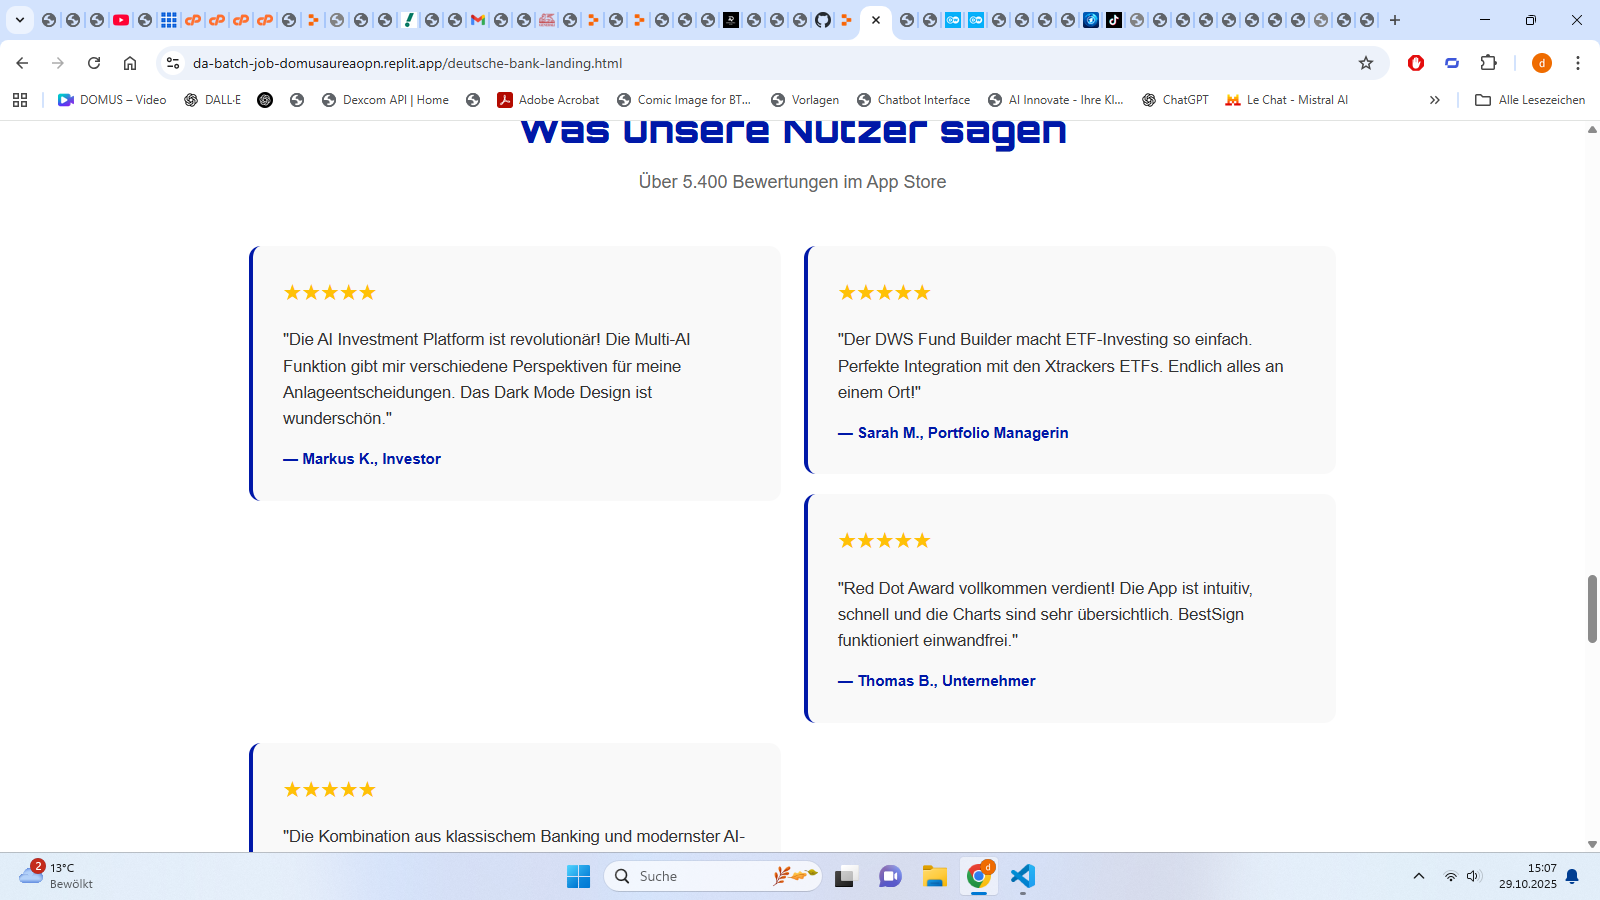 da-batch-job-domusaureaopn.replit.app/deutsche-bank-landing.html
DOMUS – Video
DALL·E
Dexcom API | Home
Adobe Acrobat
Comic Image for BT...
Vorlagen
Chatbot Interface
AI Innovate - Ihre KI...
ChatGPT
Le Chat - Mistral AI
Alle Lesezeichen
Was unsere Nutzer sagen
Über 5.400 Bewertungen im App Store
★★★★★
"Die AI Investment Platform ist revolutionär! Die Multi-AI
Funktion gibt mir verschiedene Perspektiven für meine
Anlageentscheidungen. Das Dark Mode Design ist
wunderschön."
— Markus K., Investor
★★★★★
"Der DWS Fund Builder macht ETF-Investing so einfach.
Perfekte Integration mit den Xtrackers ETFs. Endlich alles an
einem Ort!"
— Sarah M., Portfolio Managerin
★★★★★
"Red Dot Award vollkommen verdient! Die App ist intuitiv,
schnell und die Charts sind sehr übersichtlich. BestSign
funktioniert einwandfrei."
— Thomas B., Unternehmer
★★★★★
"Die Kombination aus klassischem Banking und modernster AI-
2
13°C
Bewölkt
Suche
15:07
29.10.2025